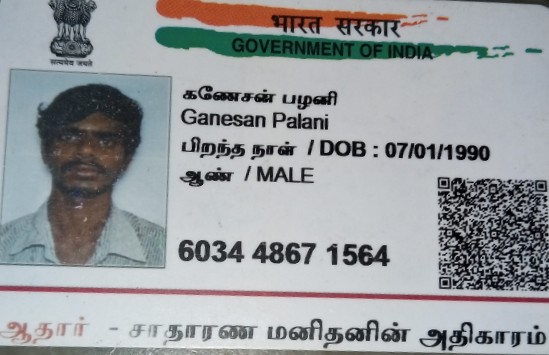 भारत सरकार
GOVERNMENT OF INDIA
सत्यमेव जयते
கணேசன் பழனி
Ganesan Palani
பிறந்த நாள் / DOB : 07/01/1990
ஆண் / MALE
6034 4867 1564
ஆதார் - சாதாரண மனிதனின் அதிகாரம்